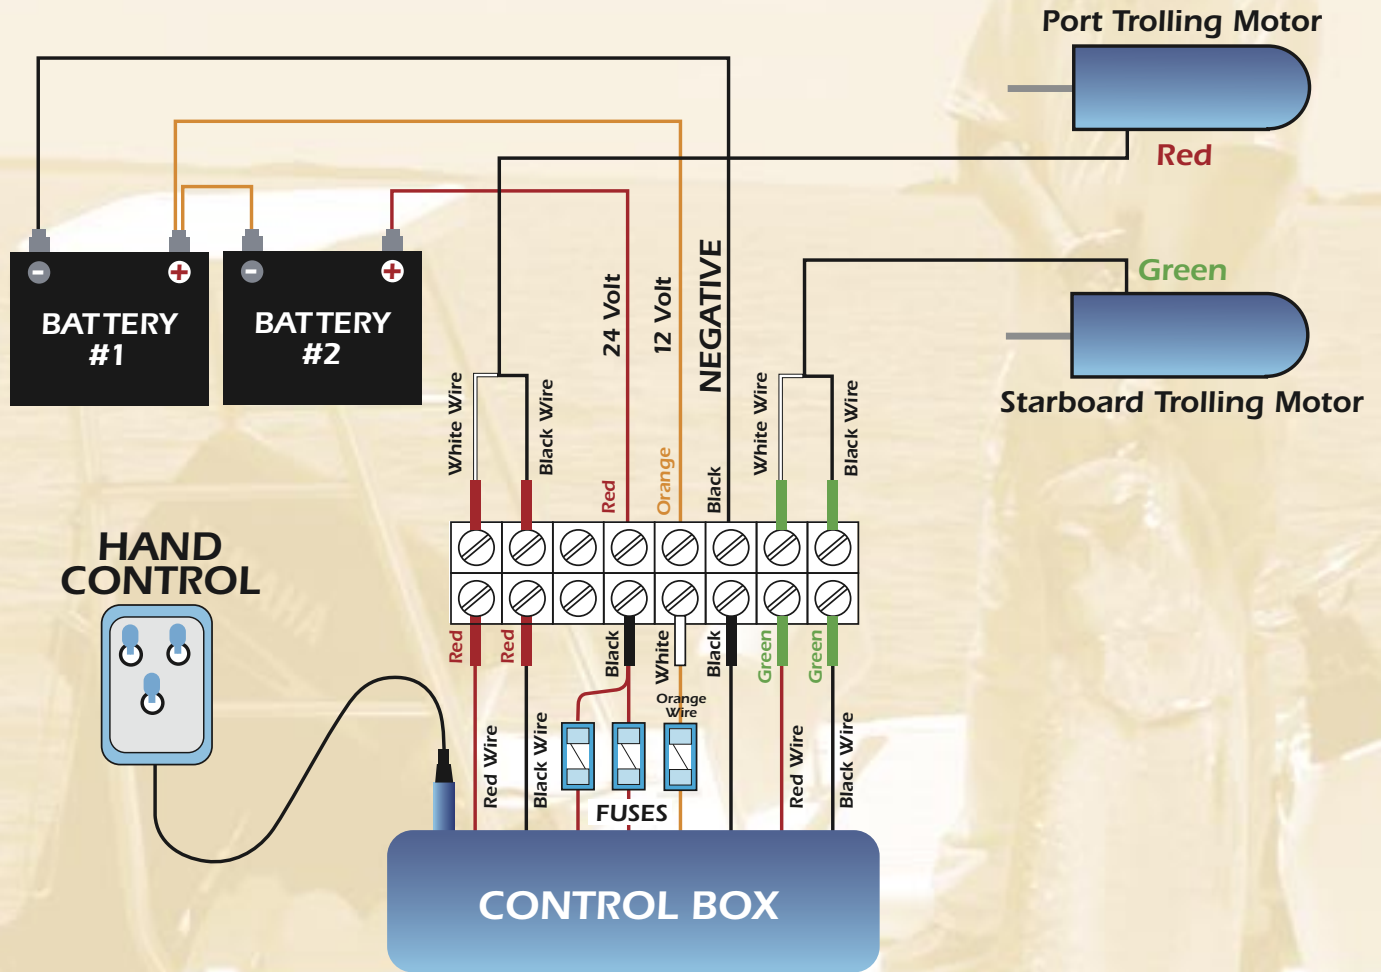 Port Trolling Motor
Red
Green
Starboard Trolling Motor
-
+
-
+
BATTERY
#1
BATTERY
#2
24 Volt
12 Volt
NEGATIVE
White Wire
Black Wire
Red
Orange
Black
White Wire
Black Wire
HAND
CONTROL
Red
Red
Black
White
Black
Green
Green
Orange
Wire
Red Wire
Black Wire
Red Wire
Black Wire
FUSES
CONTROL BOX